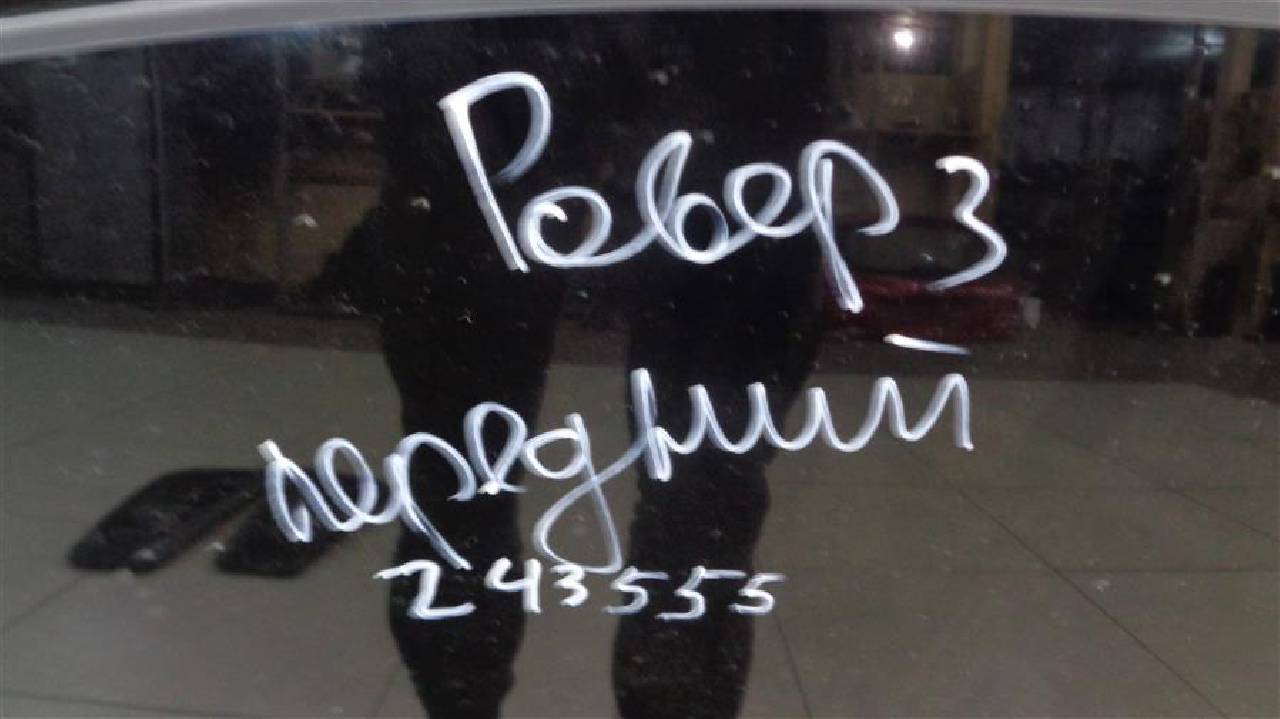 Ровер 3
передний
243555